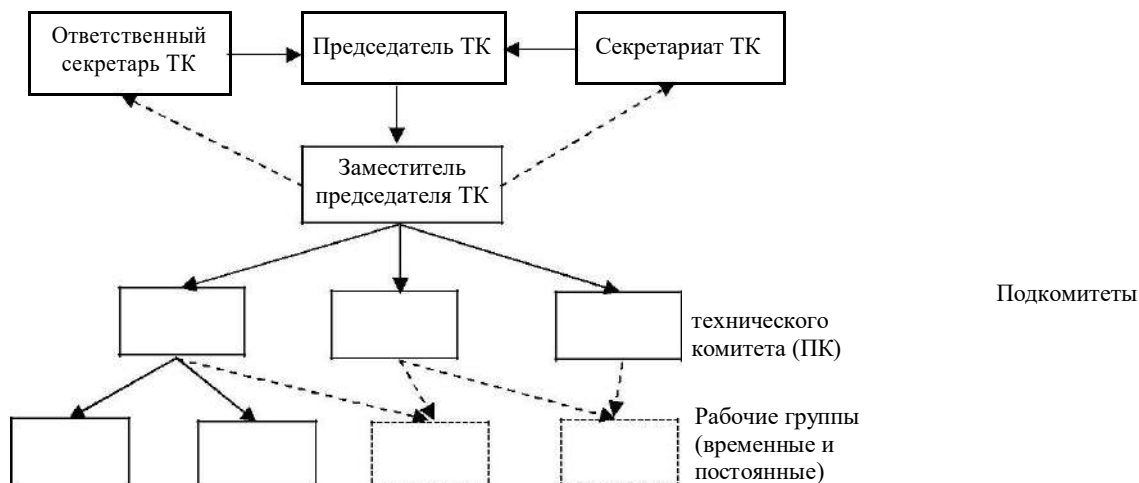 Ответственный
секретарь ТК
Председатель ТК
Секретариат ТК
Заместитель
председателя ТК
Подкомитеты
технического
комитета (ПК)
Рабочие группы
(временные и
постоянные)